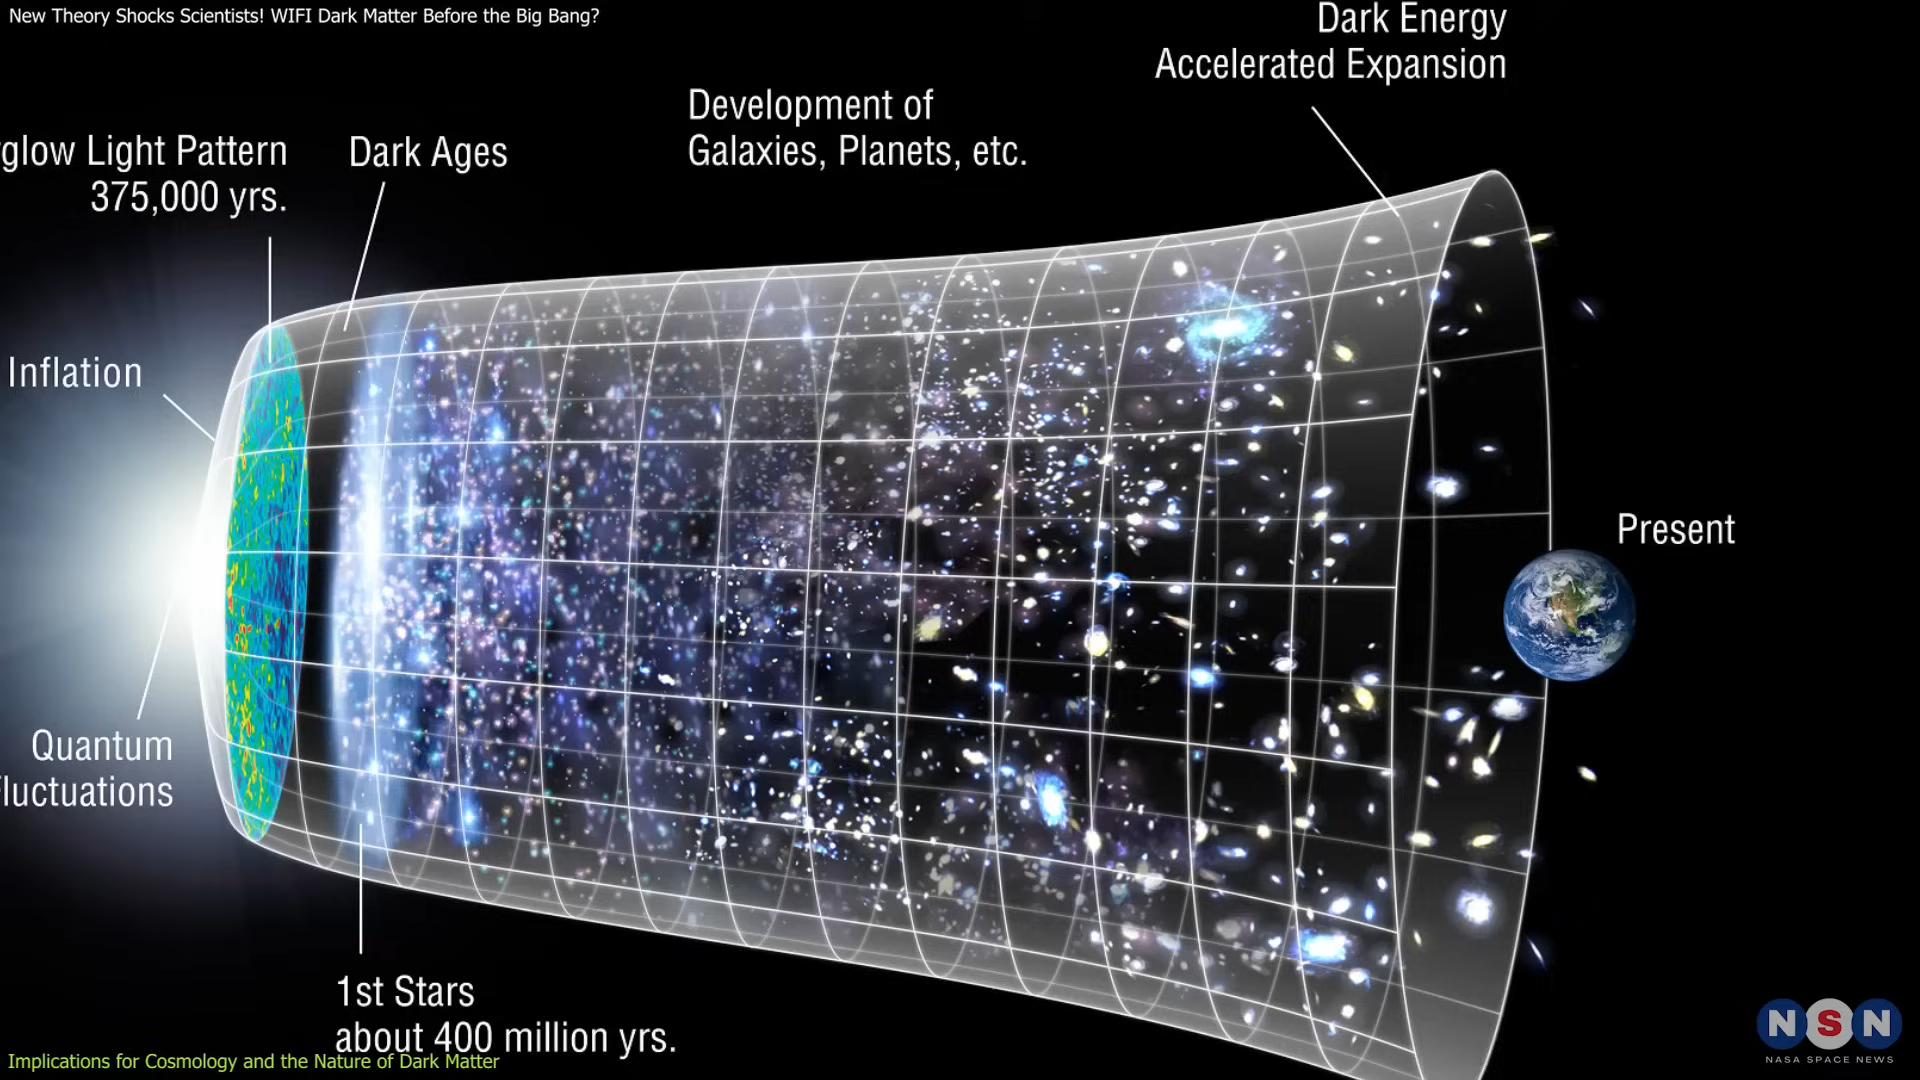 New Theory Shocks Scientists! WIFI Dark Matter Before the Big Bang?
Dark Energy
Accelerated Expansion
Development of
Galaxies, Planets, etc.
glow Light Pattern
375,000 yrs.
Dark Ages
Inflation
Present
Quantum
luctuations
1st Stars
about 400 million yrs.
Implications for Cosmology and the Nature of Dark Matter
NSN
NASA SPACE NEWS